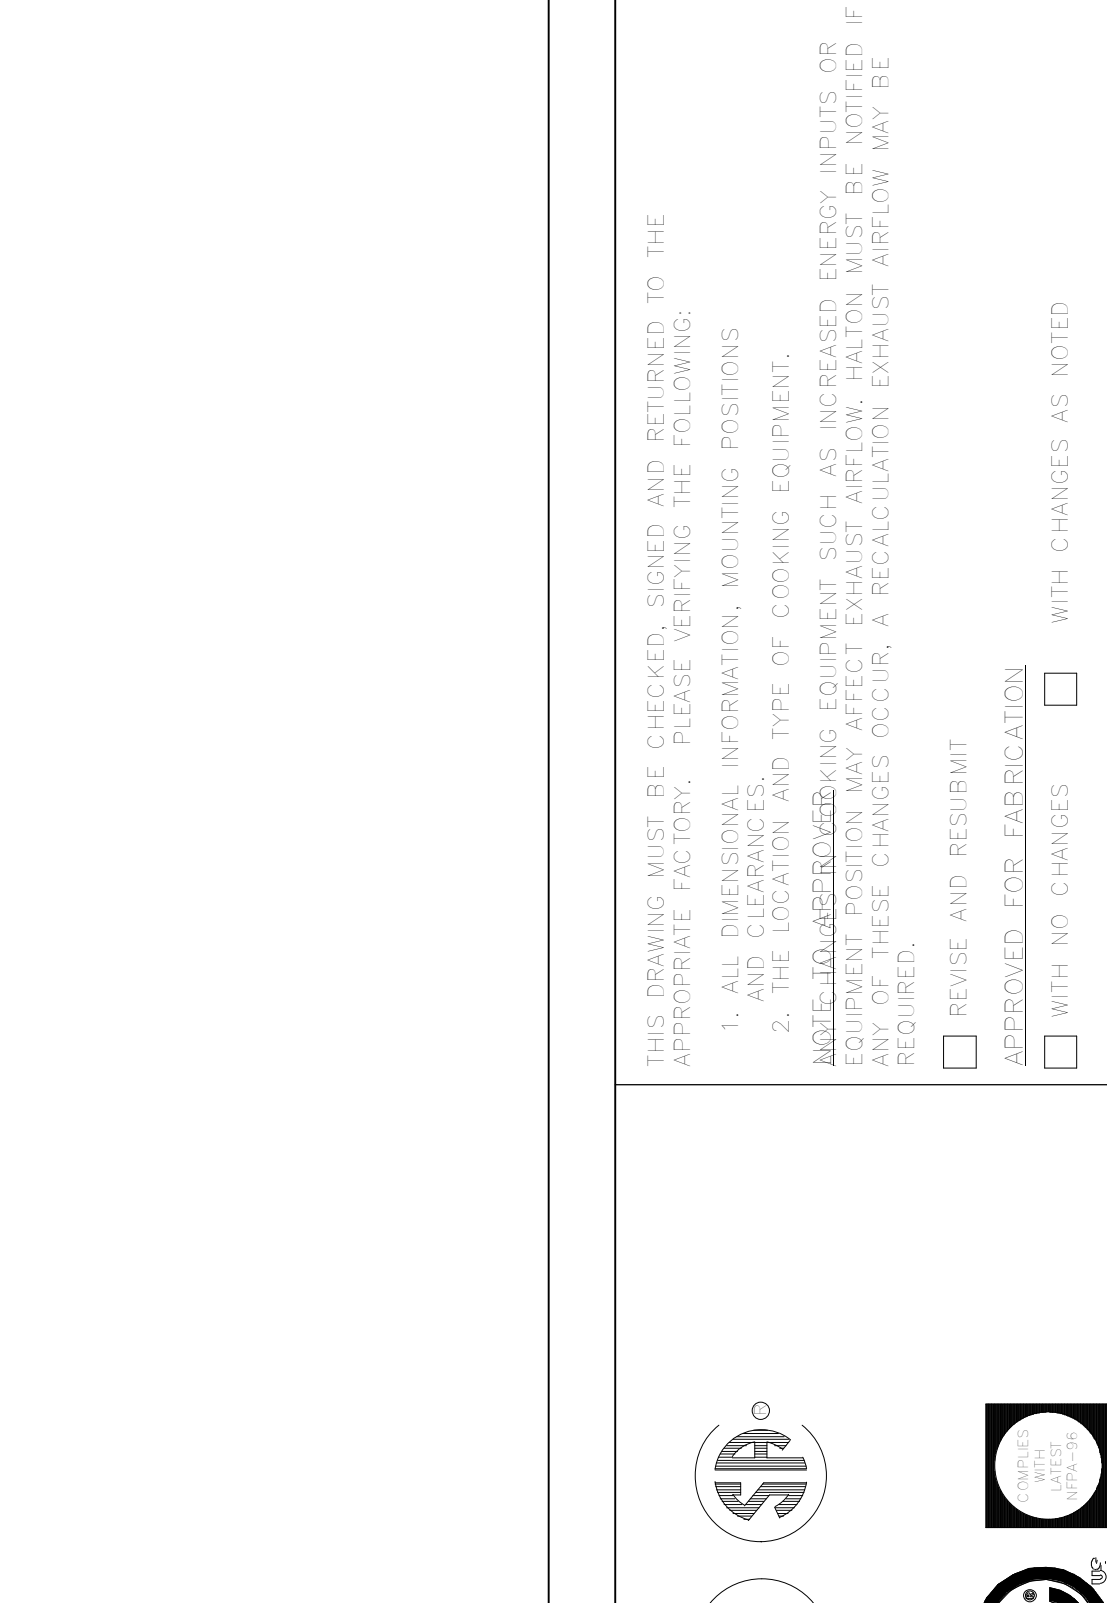 THIS DRAWING MUST BE CHECKED, SIGNED AND RETURNED TO THE
APPROPRIATE FACTORY. PLEASE VERIFYING THE FOLLOWING:
1. ALL DIMENSIONAL INFORMATION, MOUNTING POSITIONS
AND CLEARANCES.
2. THE LOCATION AND TYPE OF COOKING EQUIPMENT.
NOTE TO APPROVER
ANY CHANGES IN COOKING EQUIPMENT SUCH AS INCREASED ENERGY INPUTS OR
EQUIPMENT POSITION MAY AFFECT EXHAUST AIRFLOW. HALTON MUST BE NOTIFIED IF
ANY OF THESE CHANGES OCCUR, A RECALCULATION EXHAUST AIRFLOW MAY BE
REQUIRED.
REVISE AND RESUBMIT
APPROVED FOR FABRICATION
WITH NO CHANGES WITH CHANGES AS NOTED
R
COMPLIES
WITH
LATEST
NFPA-96
®